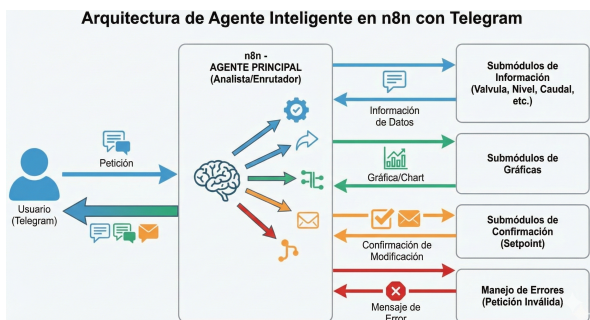 Arquitectura de Agente Inteligente en n8n con Telegram
n8n -
AGENTE PRINCIPAL
(Analista/Enrutador)
Petición
Usuario
(Telegram)
Información
de Datos
Gráfica/Chart
Confirmación de
Modificación
Mensaje de
Error
Submódulos de
Información
(Valvula, Nivel, Caudal,
etc.)
Submódulos de
Gráficas
Submódulos de
Confirmación
(Setpoint)
Manejo de Errores
(Petición Inválida)